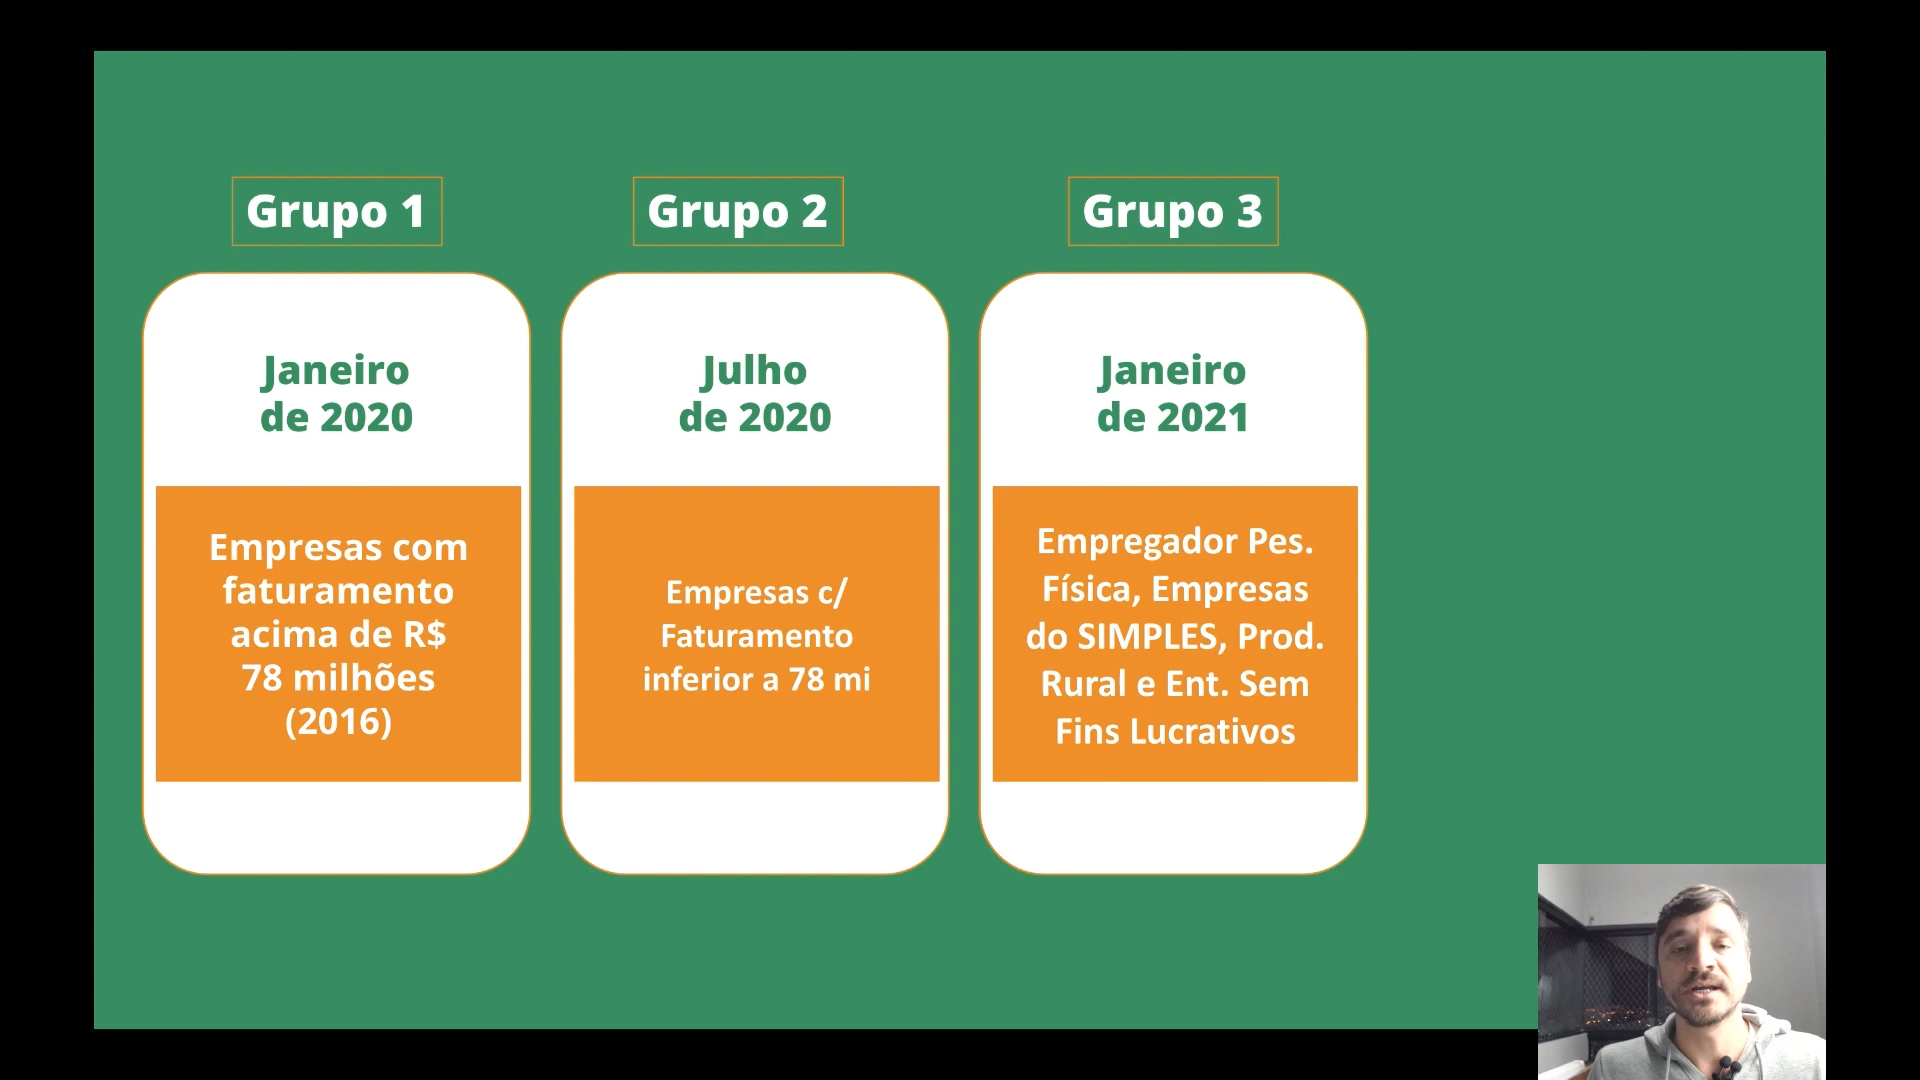 Grupo 1
Janeiro
de 2020
Empresas com
faturamento
acima de R$
78 milhões
(2016)
Grupo 2
Julho
de 2020
Empresas c/
Faturamento
inferior a 78 mi
Grupo 3
Janeiro
de 2021
Empregador Pes.
Física, Empresas
do SIMPLES, Prod.
Rural e Ent. Sem
Fins Lucrativos